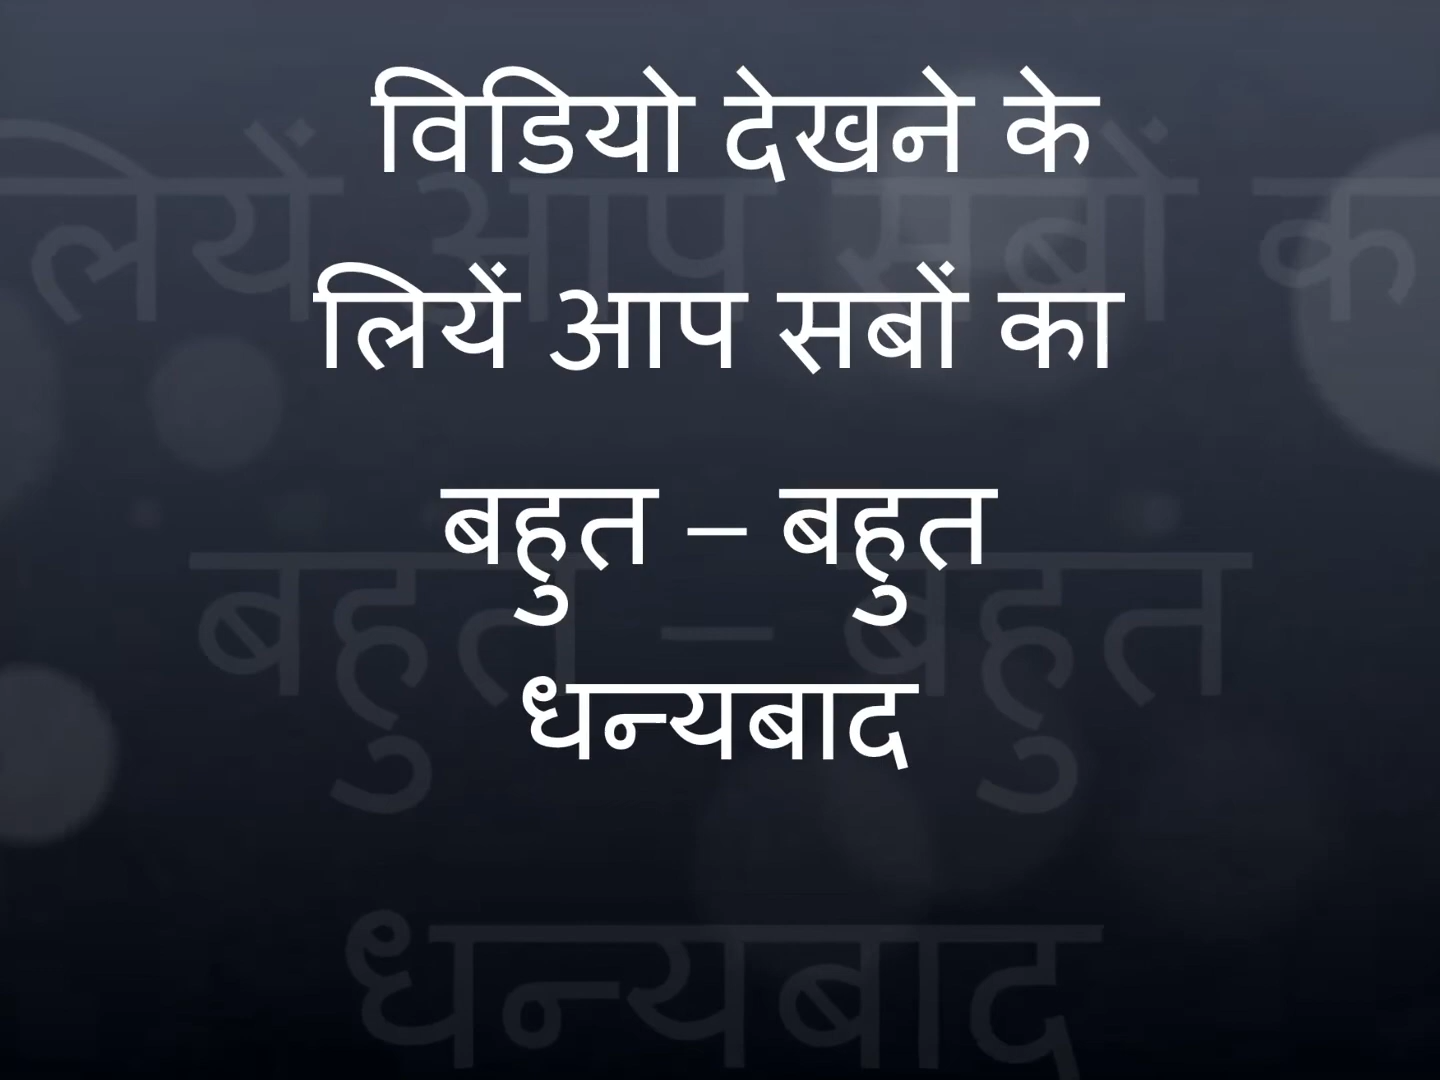 विडियो देखने के
लियें आप सबों का
बहुत – बहुत
धन्यबाद